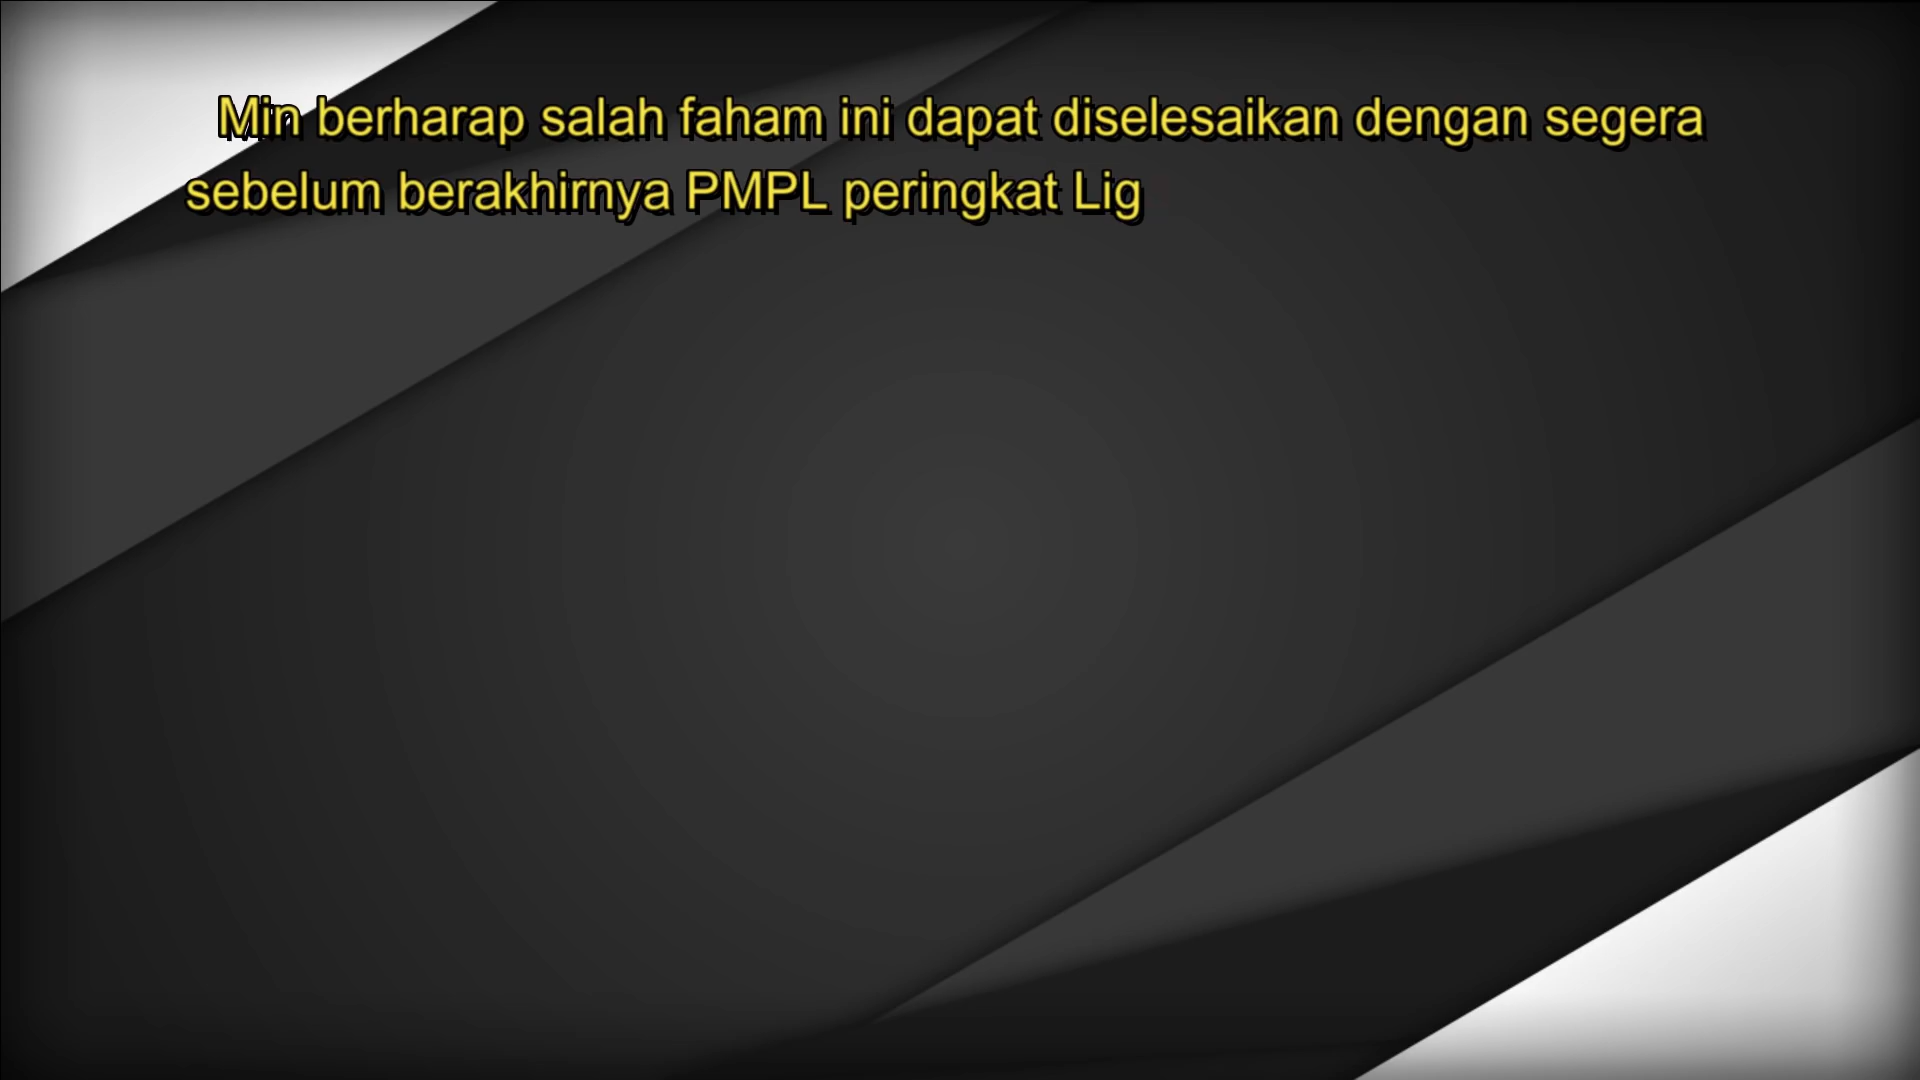 Min berharap salah faham ini dapat diselesaikan dengan segera
sebelum berakhirnya PMPL peringkat Lig